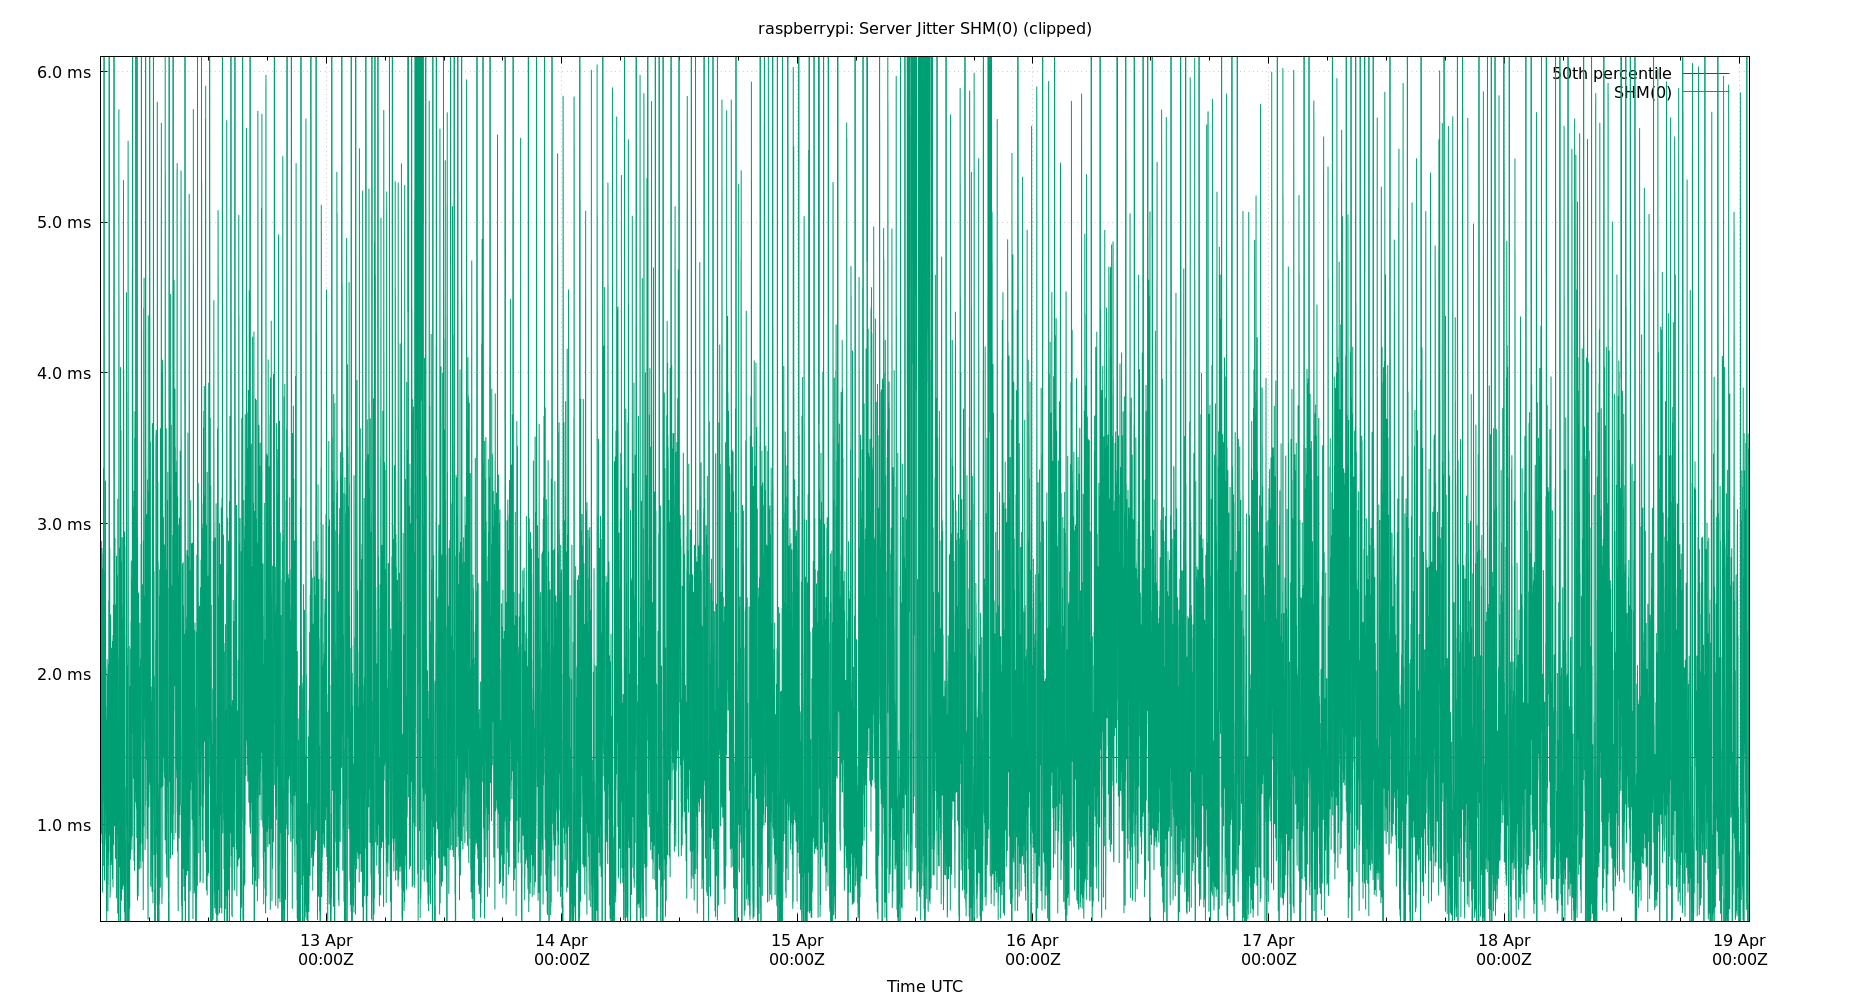 raspberrypi: Server Jitter SHM(0) (clipped)
6.0 ms
50th percentile
SHM(0)
5.0 ms
4.0 ms
3.0 ms
2.0 ms
1.0 ms
13 Apr 14 Apr 15 Apr 16 Apr 17 Apr 18 Apr 19 Apr
00:00Z 00:00Z 00:00Z 00:00Z 00:00Z 00:00Z 00:00Z
Time UTC